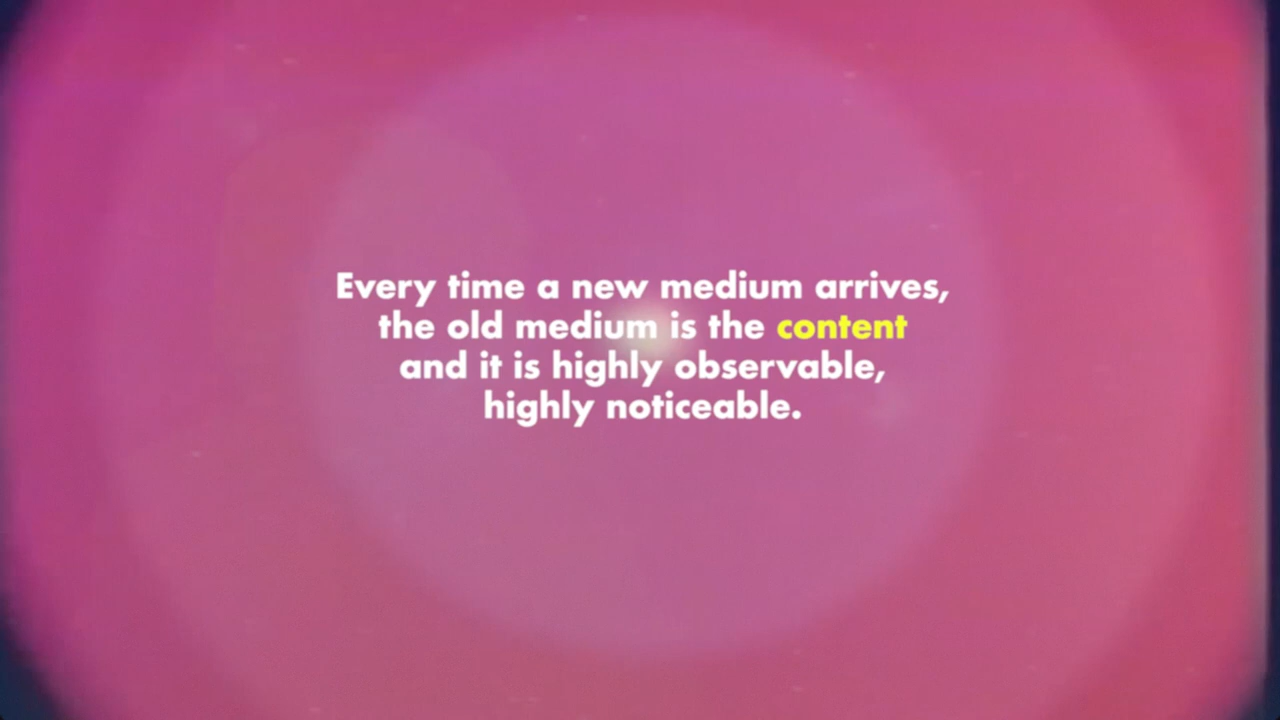 Every time a new medium arrives,
the old medium is the content
and it is highly observable,
highly noticeable.